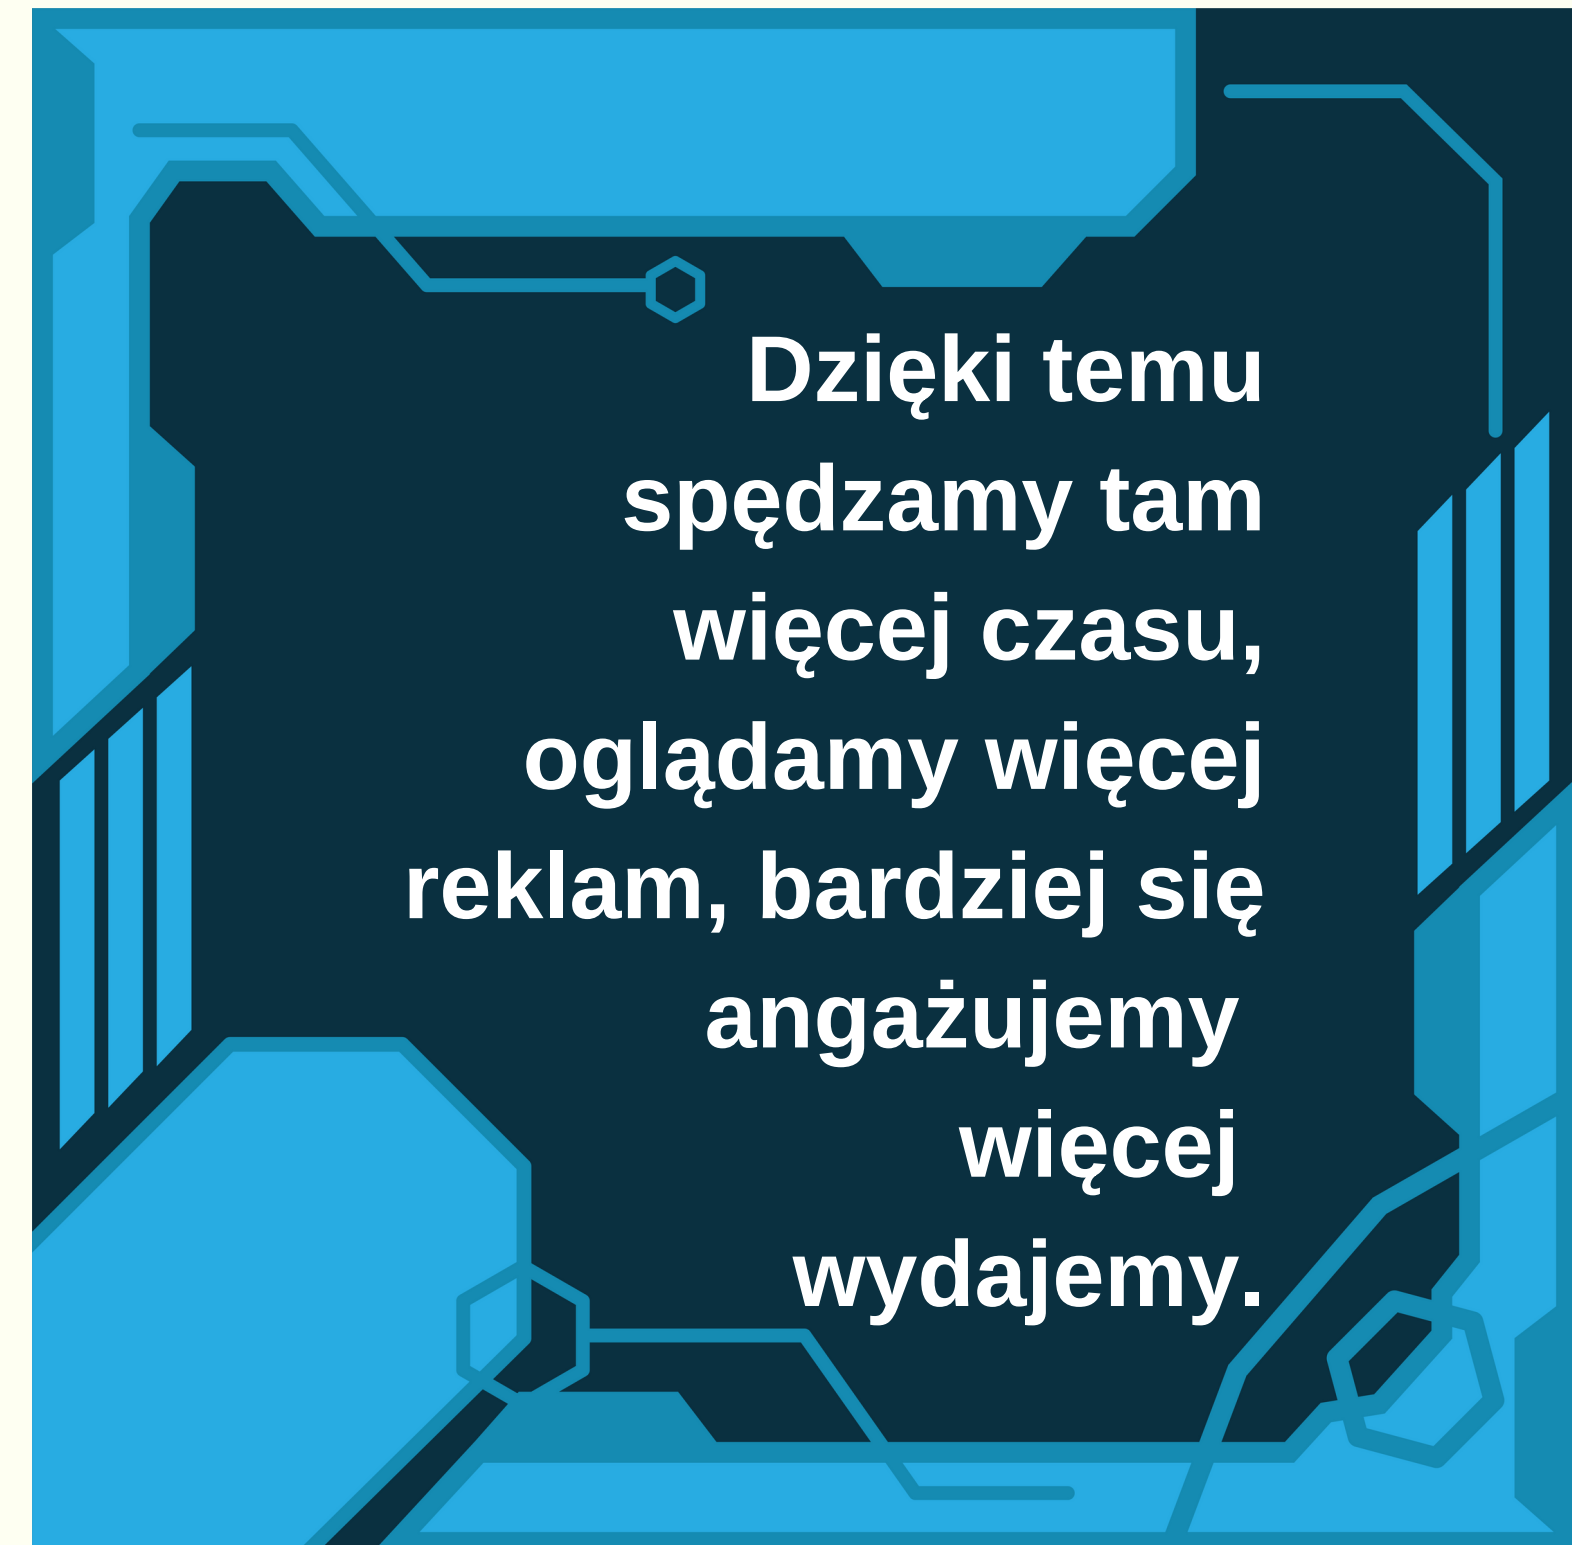 Dzięki temu
spędzamy tam
więcej czasu,
oglądamy więcej
reklam, bardziej się
angażujemy
więcej
wydajemy.